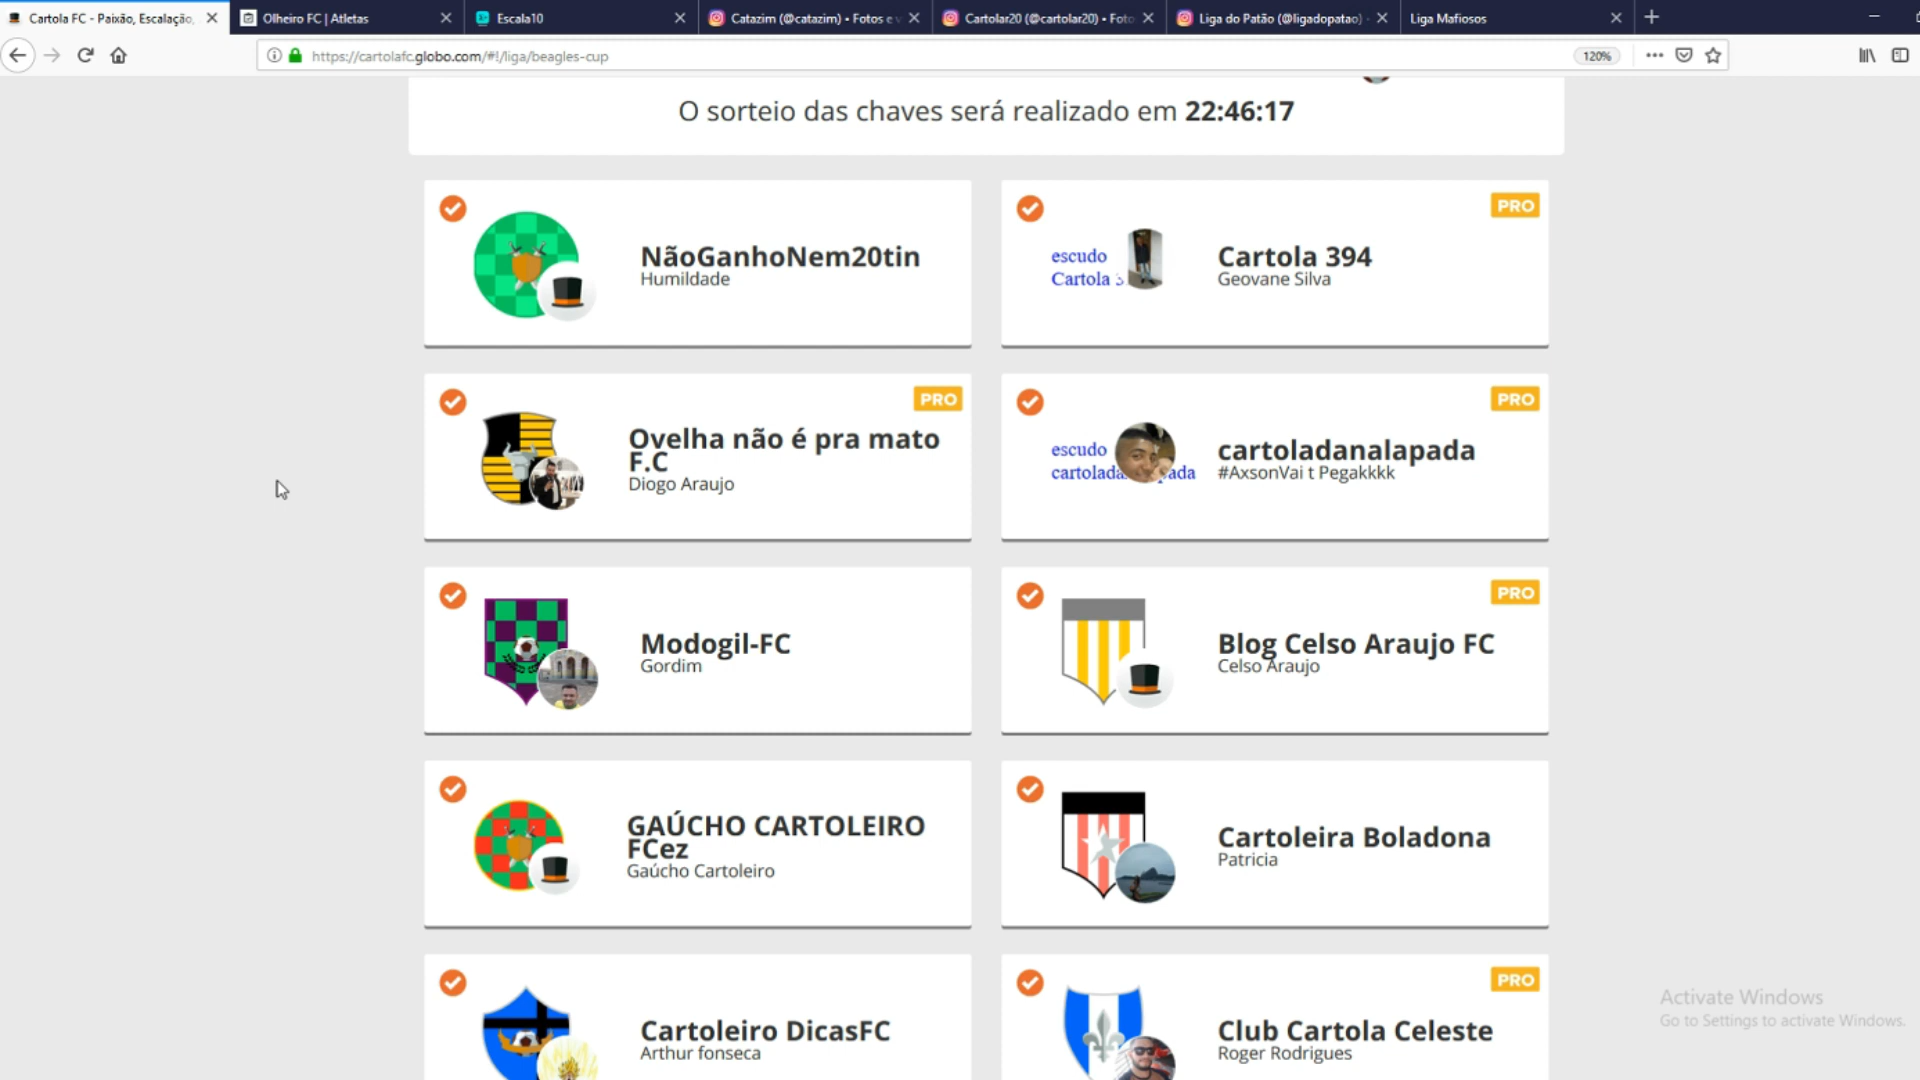 Cartola FC - Paixão, Escalação,
Olheiro FC | Atletas
Escala10
Catazim (@catazim) • Fotos e v
Cartolar20 (@cartolar20) • Foto
Liga do Patão (@ligadopatao) -
Liga Mafiosos
https://cartolafc.globo.com/#!/liga/beagles-cup
120%
O sorteio das chaves será realizado em 22:46:17
NãoGanhoNem20tin
Humildade
PRO
escudo
Cartola 3
Cartola 394
Geovane Silva
PRO
Ovelha não é pra mato
F.C
Diogo Araujo
PRO
escudo
cartoladanalapada
#AxsonVai t Pegakkkk
Modogil-FC
Gordim
PRO
Blog Celso Araujo FC
Celso Araujo
GAÚCHO CARTOLEIRO
FCez
Gaúcho Cartoleiro
Cartoleira Boladona
Patricia
Cartoleiro DicasFC
Arthur fonseca
PRO
Club Cartola Celeste
Roger Rodrigues
Activate Windows
Go to Settings to activate Windows.